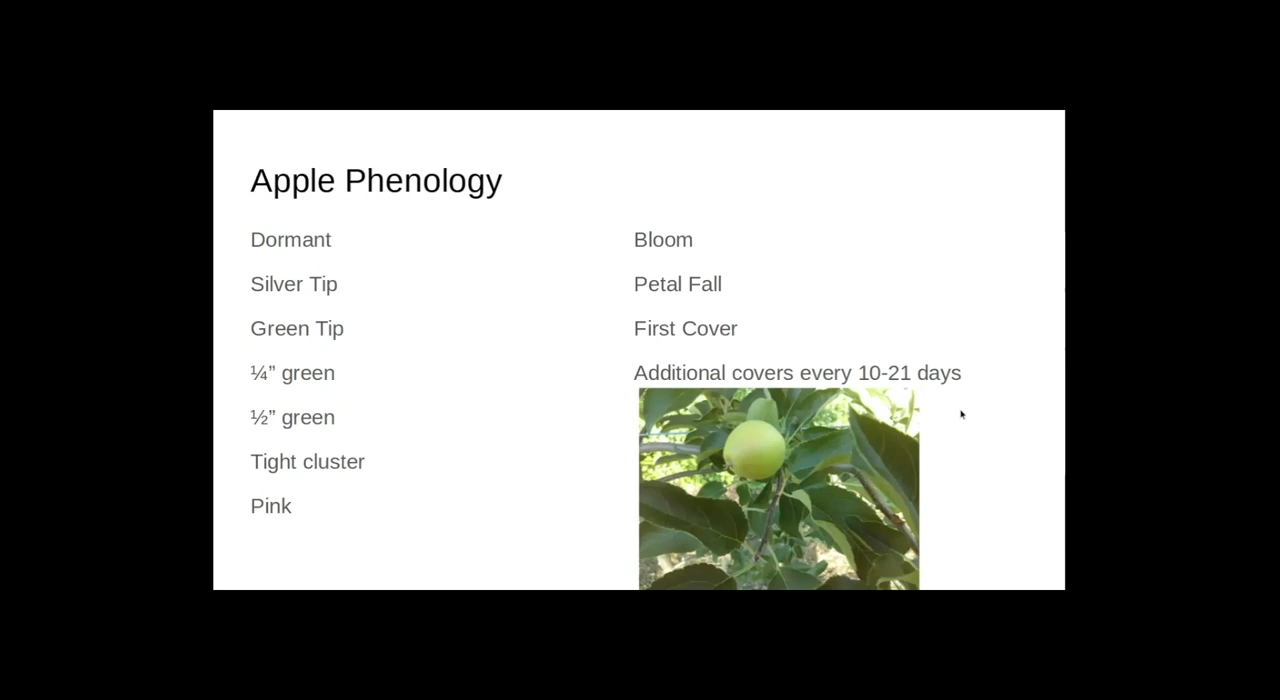 Apple Phenology
Dormant
Silver Tip
Green Tip
¼” green
½” green
Tight cluster
Pink
Bloom
Petal Fall
First Cover
Additional covers every 10-21 days